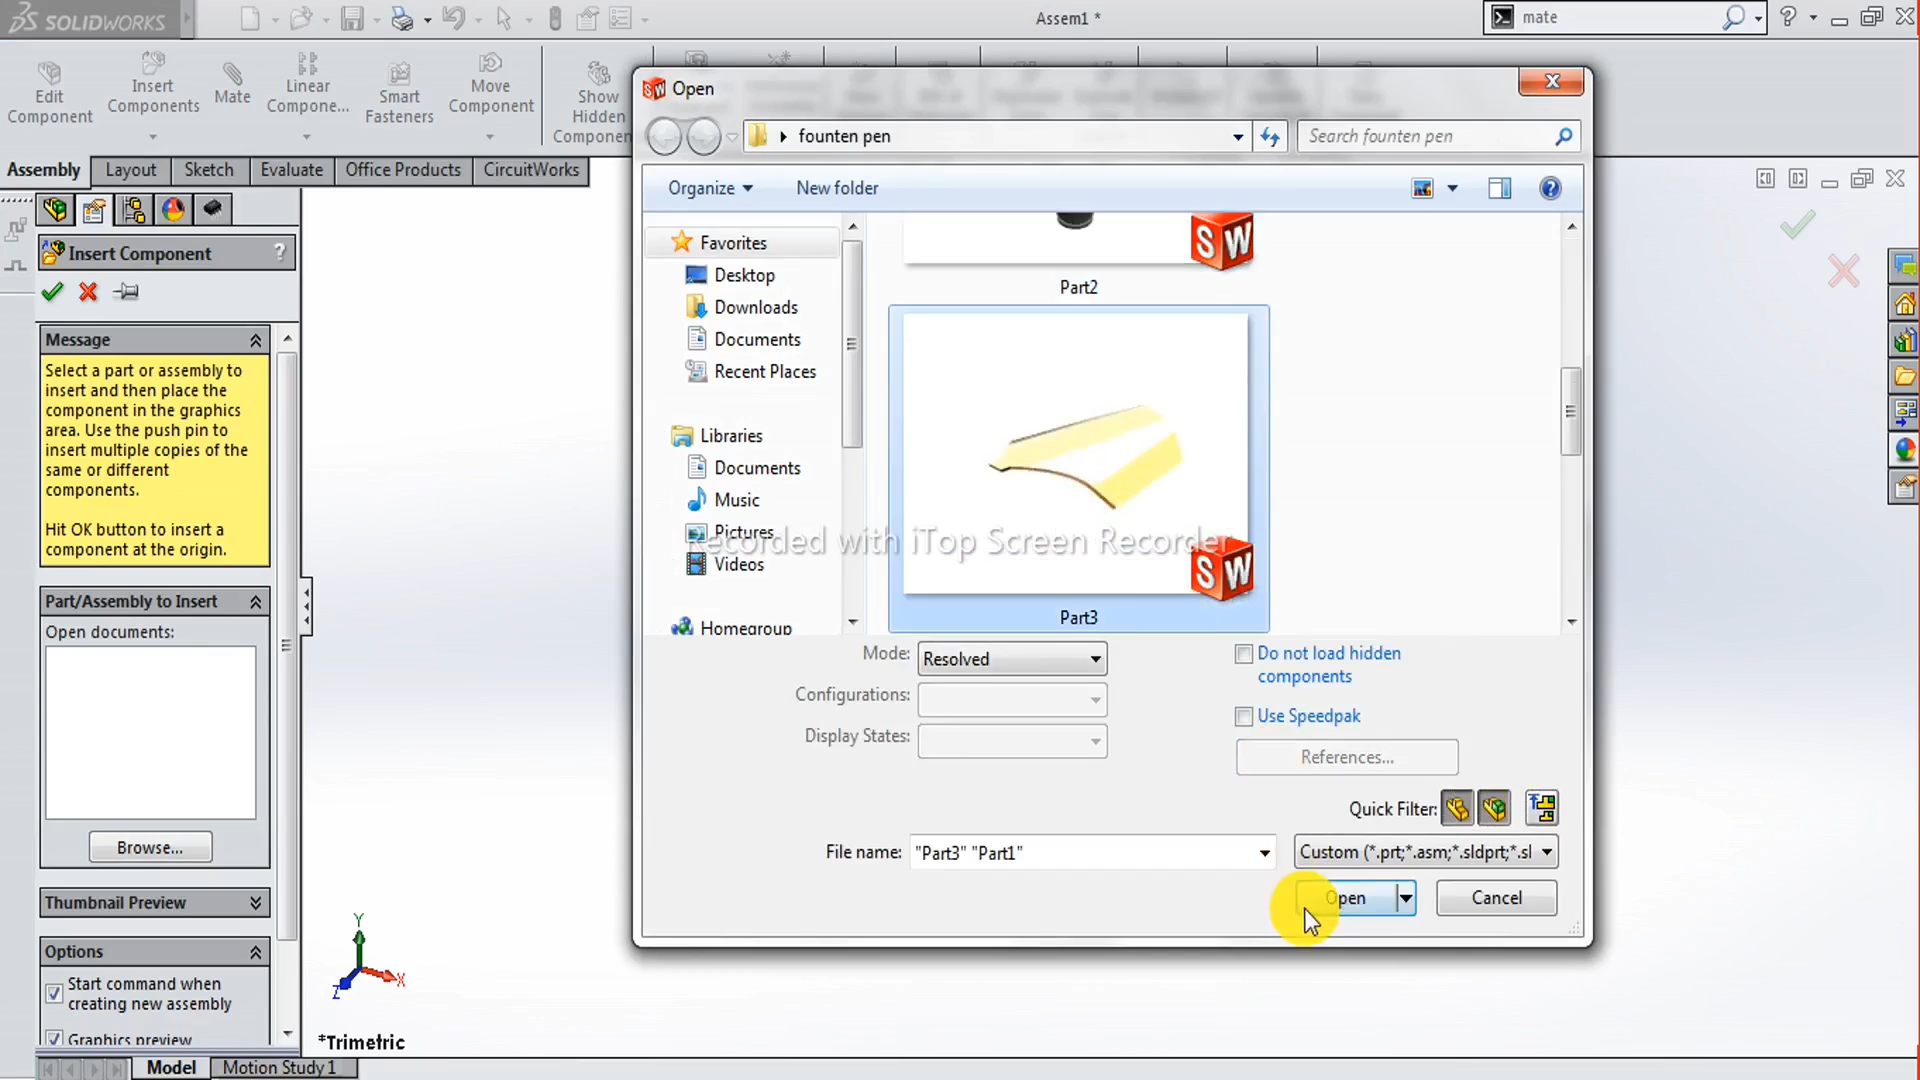 SOLIDWORKS
Assem1 *
mate
Edit
Component
Insert
Components
Mate
Linear
Compone...
Smart
Fasteners
Move
Component
Show
Hidden
Componen
Assembly
Layout
Sketch
Evaluate
Office Products
CircuitWorks
Insert Component
?
Message
Select a part or assembly to
insert and then place the
component in the graphics
area. Use the push pin to
insert multiple copies of the
same or different
components.
Hit OK button to insert a
component at the origin.
Part/Assembly to Insert
Open documents:
Browse...
Thumbnail Preview
Options
Start command when
creating new assembly
Graphics preview
Y
X
Z
*Trimetric
Model
Motion Study 1
SW Open
founten pen
Search founten pen
Organize
New folder
Favorites
Desktop
Downloads
Documents
Recent Places
Libraries
Documents
Music
Pictures
Videos
Homegroup
SW
Part2
SW
Part3
Recorded with iTop Screen Recorder
Mode:
Resolved
Configurations:
Display States:
Do not load hidden
components
Use Speedpak
References...
Quick Filter:
File name:
"Part3" "Part1"
Custom (*.prt;*.asm;*.sldprt;*.sl
Open
Cancel